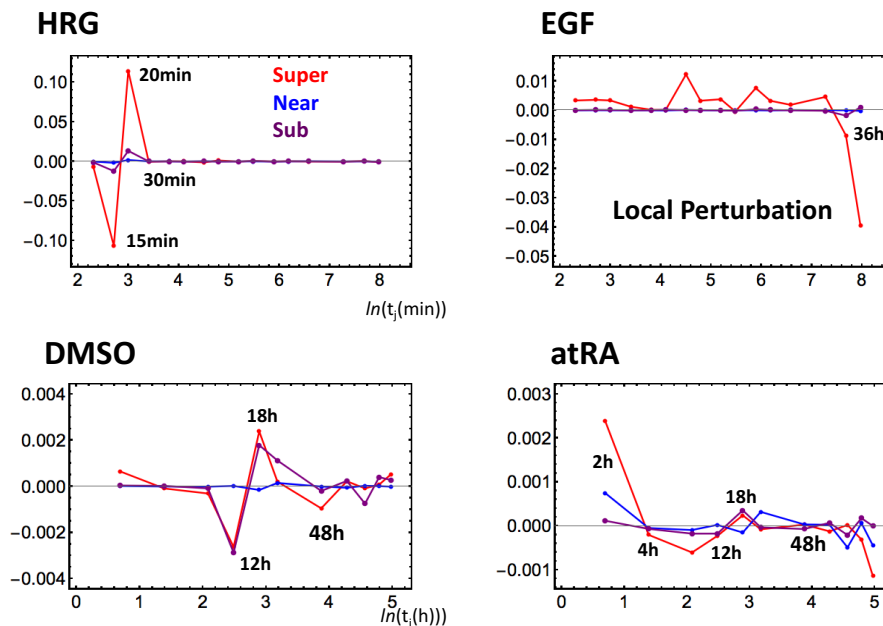 HRG
EGF
0.10
0.05
0.00
−0.05
−0.10
20min
30min
15min
Super
Near
Sub
2 3 4 5 6 7 8
ln(tj(min))
0.01
0.00
−0.01
−0.02
−0.03
−0.04
−0.05
36h
Local Perturbation
2 3 4 5 6 7 8
DMSO
atRA
0.004
0.002
0.000
−0.002
−0.004
18h
12h
48h
0 1 2 3 4 5
ln(tj(h)))
0.003
0.002
0.001
0.000
−0.001
2h
4h
12h
18h
48h
0 1 2 3 4 5